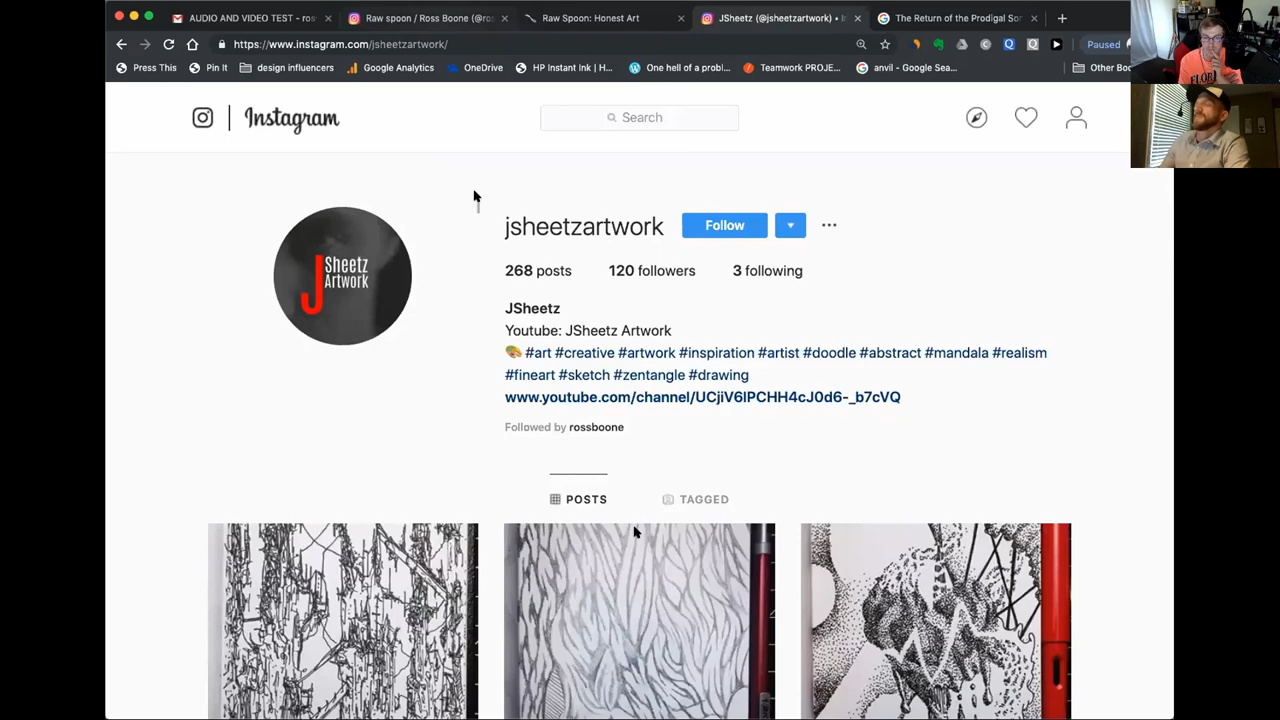 AUDIO AND VIDEO TEST - ros
Raw spoon / Ross Boone (@ros
Raw Spoon: Honest Art
JSheetz (@jsheetzartwork) • I
The Return of the Prodigal Son
https://www.instagram.com/jsheetzartwork/
Paused
Press This
Pin It
design influencers
Google Analytics
OneDrive
HP Instant Ink | H...
One hell of a probl...
Teamwork PROJE...
anvil - Google Sea...
Other Boo
Instagram
Search
jsheetzartwork
Follow
268 posts 120 followers 3 following
JSheetz
Youtube: JSheetz Artwork
#art #creative #artwork #inspiration #artist #doodle #abstract #mandala #realism
#fineart #sketch #zentangle #drawing
www.youtube.com/channel/UCjiV6IPCHH4cJ0d6-_b7cVQ
Followed by rossboone
JSheetz
Artwork
POSTS
TAGGED